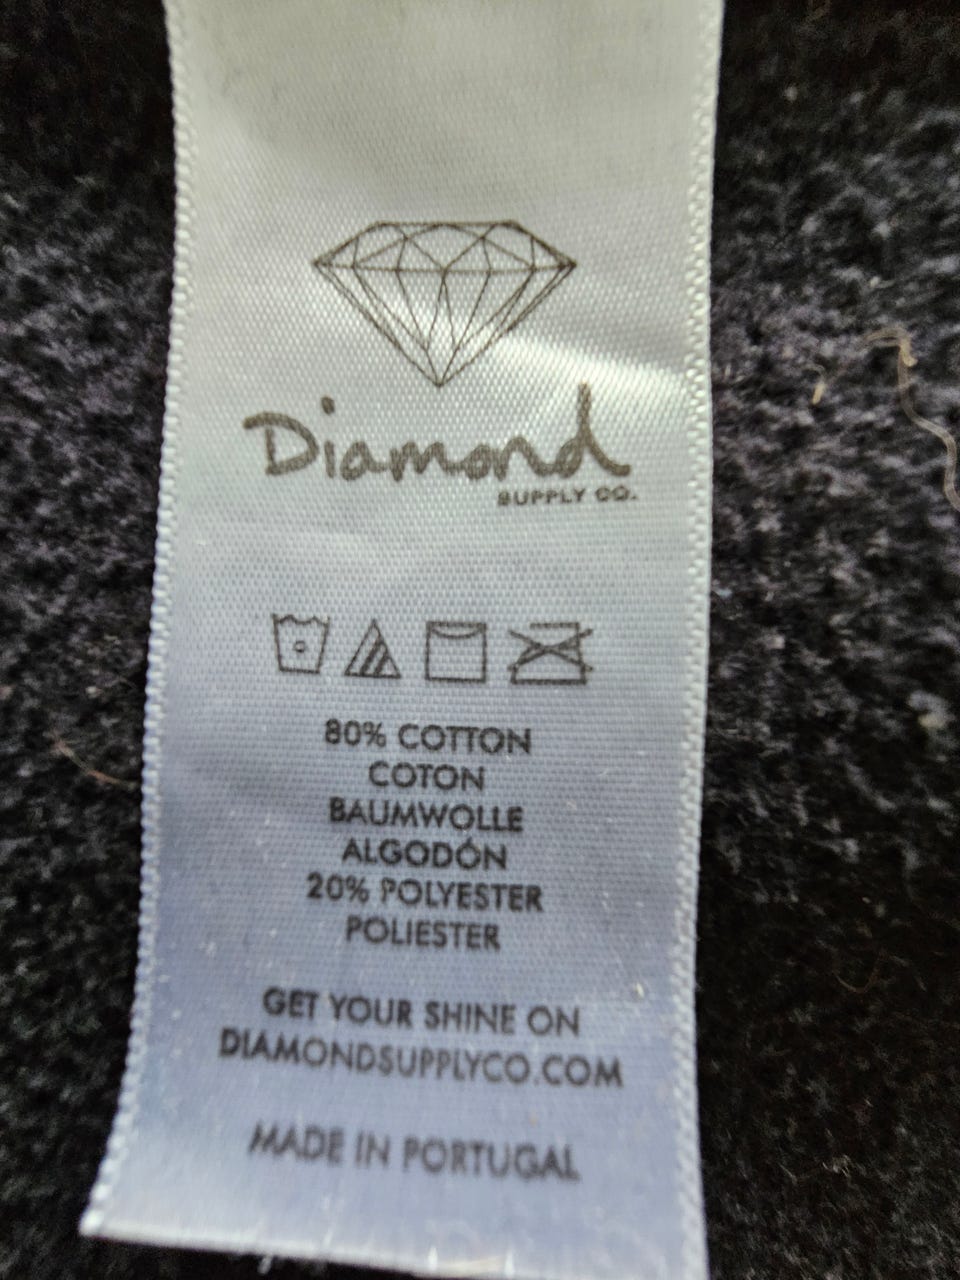 Diamond
SUPPLY CO.
80% COTTON
COTON
BAUMWOLLE
ALGODÓN
20% POLYESTER
POLIESTER
GET YOUR SHINE ON
DIAMONDSUPPLYCO.COM
MADE IN PORTUGAL